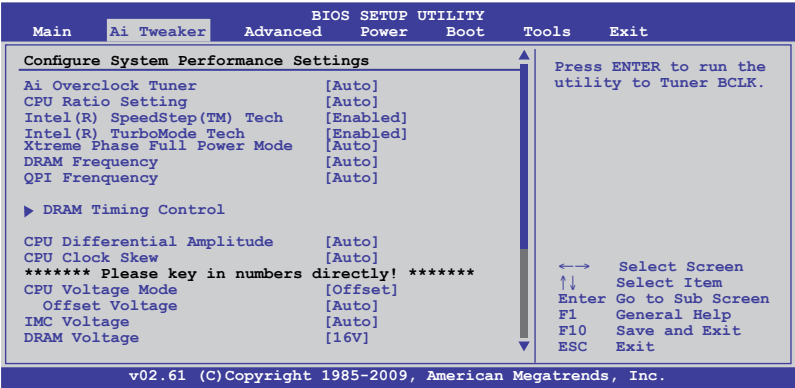 BIOS SETUP UTILITY
Main Ai Tweaker Advanced Power Boot Tools Exit
Configure System Performance Settings
Ai Overclock Tuner [Auto]
CPU Ratio Setting [Auto]
Intel(R) SpeedStep(TM) Tech [Enabled]
Intel(R) TurboMode Tech [Enabled]
Xtreme Phase Full Power Mode [Auto]
DRAM Frequency [Auto]
QPI Frenquency [Auto]
DRAM Timing Control
CPU Differential Amplitude [Auto]
CPU Clock Skew [Auto]
******* Please key in numbers directly! *******
CPU Voltage Mode [Offset]
Offset Voltage [Auto]
IMC Voltage [Auto]
DRAM Voltage [16V]
Press ENTER to run the
utility to Tuner BCLK.
←→ Select Screen
↑↓ Select Item
Enter Go to Sub Screen
F1 General Help
F10 Save and Exit
ESC Exit
v02.61 (C)Copyright 1985-2009, American Megatrends, Inc.